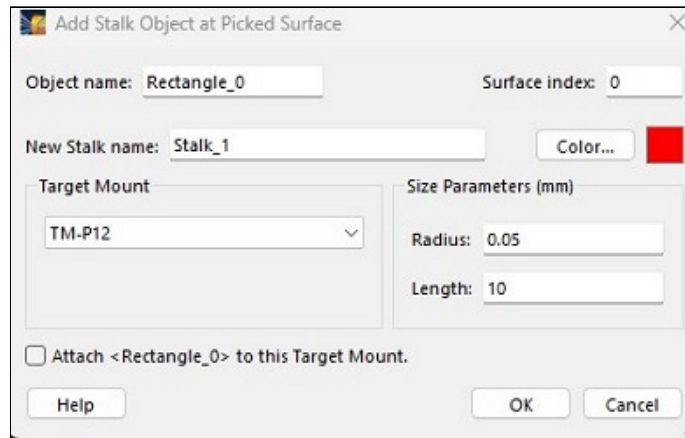 Add Stalk Object at Picked Surface
Object name: Rectangle_0 Surface index: 0
New Stalk name: Stalk_1 Color...
Target Mount Size Parameters (mm)
TM-P12 Radius: 0.05
Length: 10
Attach <Rectangle_0> to this Target Mount.
Help OK Cancel